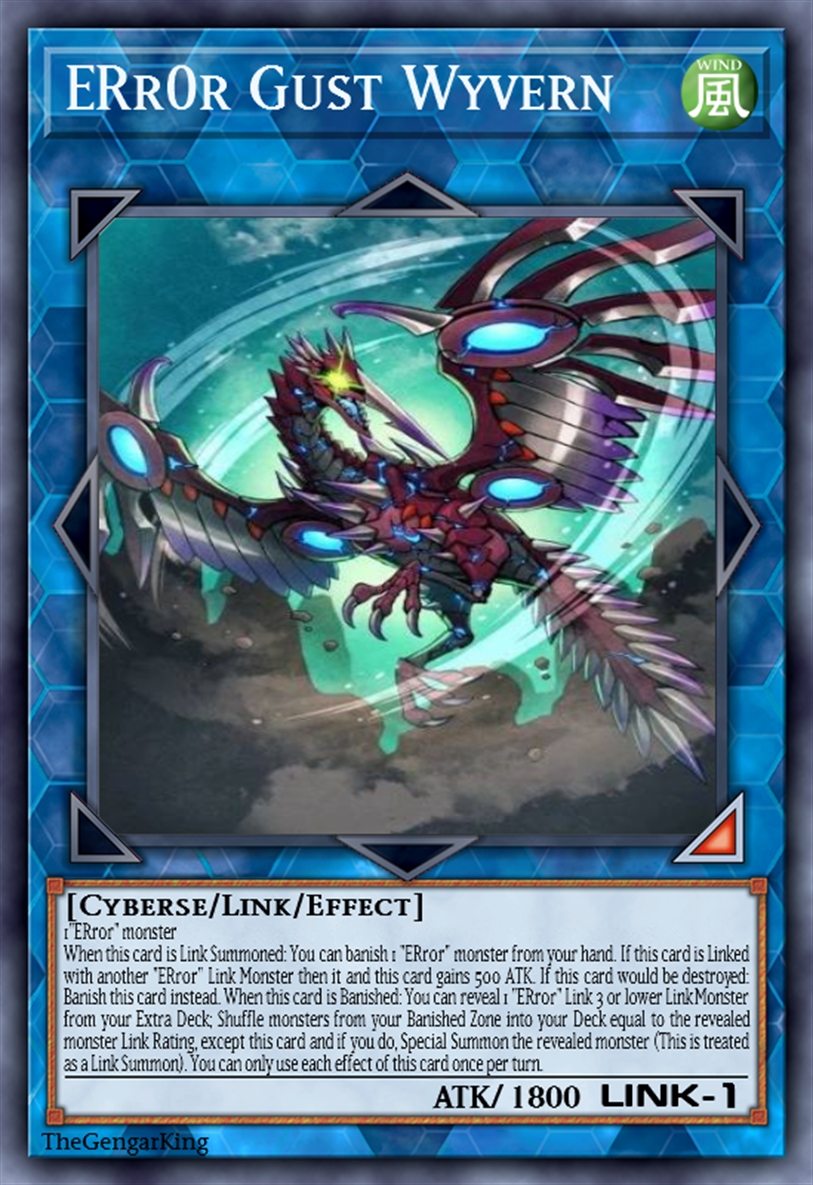 ERr0r Gust Wyvern
WIND
風
[Cyberse/Link/Effect]
1 "ERror" monster
When this card is Link Summoned: You can banish 1 "ERror" monster from your hand. If this card is Linked
with another "ERror" Link Monster then it and this card gains 500 ATK. If this card would be destroyed:
Banish this card instead. When this card is Banished: You can reveal 1 "ERror" Link 3 or lower Link Monster
from your Extra Deck; Shuffle monsters from your Banished Zone into your Deck equal to the revealed
monster Link Rating, except this card and if you do, Special Summon the revealed monster (This is treated
as a Link Summon). You can only use each effect of this card once per turn.
ATK/ 1800 LINK-1
TheGengarKing